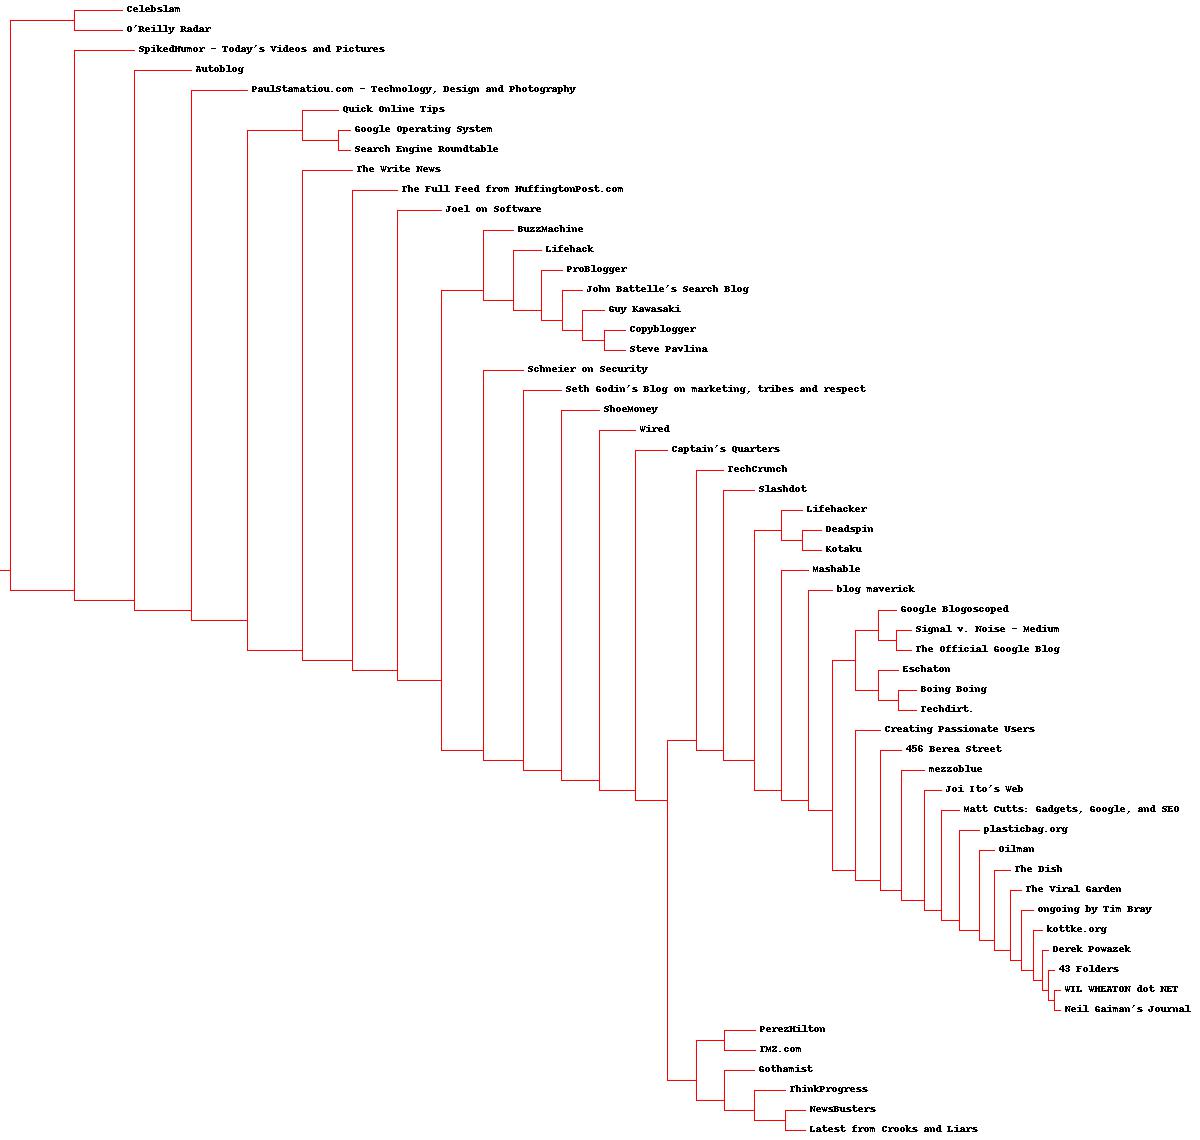 Celebslam
O'Reilly Radar
SpikedHumor - Today's Videos and Pictures
Autoblog
PaulStamatiou.com - Technology, Design and Photography
Quick Online Tips
Google Operating System
Search Engine Roundtable
The Write News
The Full Feed from HuffingtonPost.com
Joel on Software
BuzzMachine
Lifehack
ProBlogger
John Battelle's Search Blog
Guy Kawasaki
Copyblogger
Steve Pavlina
Schneier on Security
Seth Godin's Blog on marketing, tribes and respect
ShoeMoney
Wired
Captain's Quarters
TechCrunch
Slashdot
Lifehacker
Deadspin
Kotaku
Mashable
blog maverick
Google Blogoscoped
Signal v. Noise - Medium
The Official Google Blog
Eschaton
Boing Boing
Techdirt.
Creating Passionate Users
456 Berea Street
mezzoblue
Joi Ito's Web
Matt Cutts: Gadgets, Google, and SEO
plasticbag.org
Oilman
The Dish
The Viral Garden
ongoing by Tim Bray
kottke.org
Derek Powazek
43 Folders
WIL WHEATON dot NET
Neil Gaiman's Journal
PerezHilton
TMZ.com
Gothamist
ThinkProgress
NewsBusters
Latest from Crooks and Liars